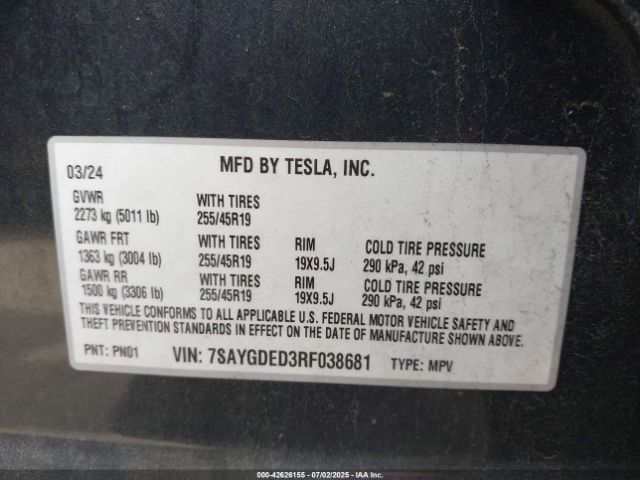 03/24 MFD BY TESLA, INC.
GVWR WITH TIRES
2273 kg (5011 lb) 255/45R19
GAWR FRT WITH TIRES RIM COLD TIRE PRESSURE
1363 kg (3004 lb) 255/45R19 19X9.5J 290 kPa, 42 psi
GAWR RR WITH TIRES RIM COLD TIRE PRESSURE
1500 kg (3306 lb) 255/45R19 19X9.5J 290 kPa, 42 psi
THIS VEHICLE CONFORMS TO ALL APPLICABLE U.S. FEDERAL MOTOR VEHICLE SAFETY AND
THEFT PREVENTION STANDARDS IN EFFECT ON THE DATE OF MANUFACTURE SHOWN ABOVE.
PNT: PN01 VIN: 7SAYGDED3RF038681 TYPE: MPV
000-42626155 - 07/02/2025 - IAA Inc.